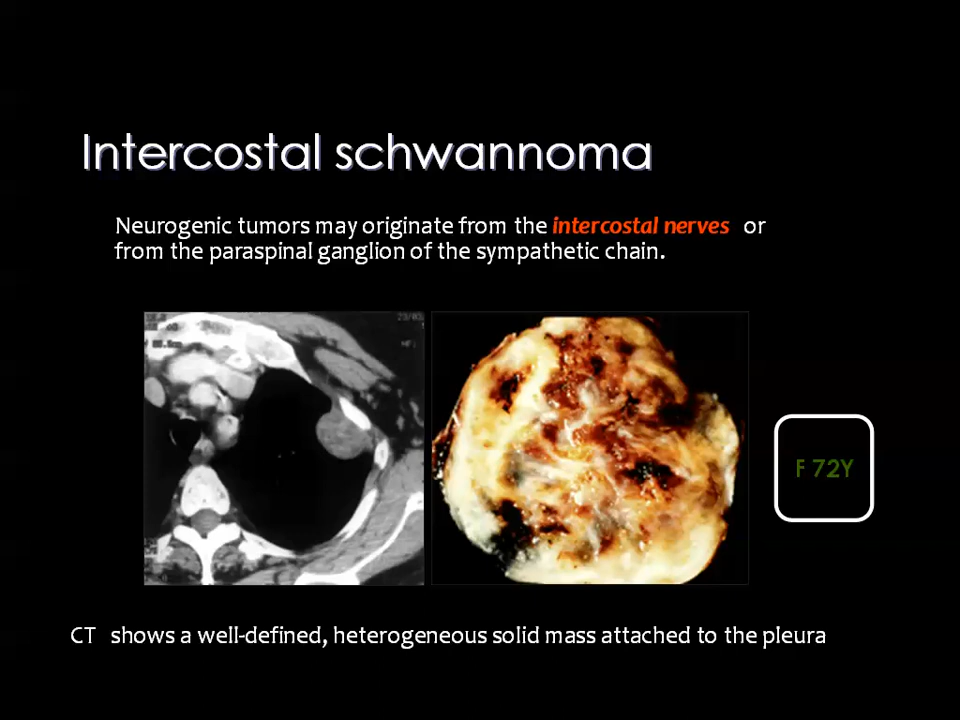 Intercostal schwannoma
Neurogenic tumors may originate from the intercostal nerves or
from the paraspinal ganglion of the sympathetic chain.
F 72Y
CT shows a well-defined, heterogeneous solid mass attached to the pleura